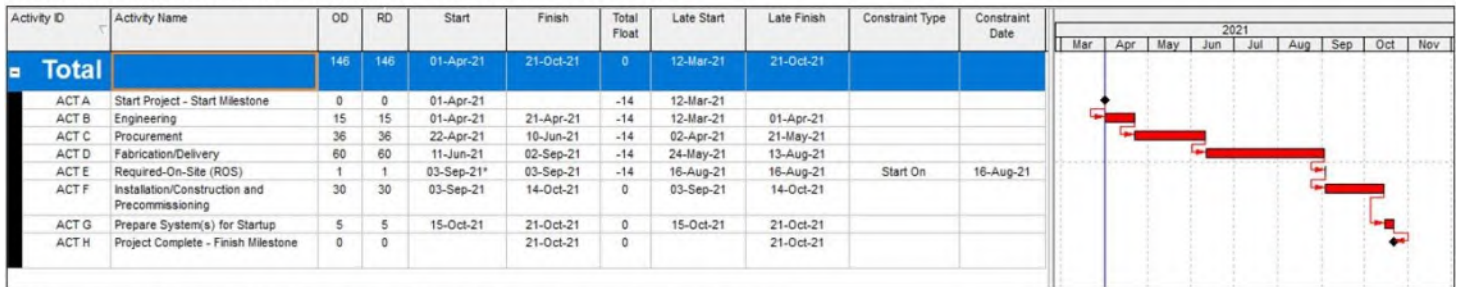 Activity ID Activity Name OD RD Start Finish Total Float Late Start Late Finish Constraint Type Constraint Date
2021
Mar Apr May Jun Jul Aug Sep Oct Nov
Total 146 146 01-Apr-21 21-Oct-21 0 12-Mar-21 21-Oct-21
ACT A Start Project - Start Milestone 0 0 01-Apr-21 -14 12-Mar-21
ACT B Engineering 15 15 01-Apr-21 21-Apr-21 -14 12-Mar-21 01-Apr-21
ACT C Procurement 36 36 22-Apr-21 10-Jun-21 -14 02-Apr-21 21-May-21
ACT D Fabrication/Delivery 60 60 11-Jun-21 02-Sep-21 -14 24-May-21 13-Aug-21
ACT E Required-On-Site (ROS) 1 1 03-Sep-21* 03-Sep-21 -14 16-Aug-21 16-Aug-21 Start On 16-Aug-21
ACT F Installation/Construction and 30 30 03-Sep-21 14-Oct-21 0 03-Sep-21 14-Oct-21
Precommissioning
ACT G Prepare System(s) for Startup 5 5 15-Oct-21 21-Oct-21 0 15-Oct-21 21-Oct-21
ACT H Project Complete - Finish Milestone 0 0 21-Oct-21 0 21-Oct-21